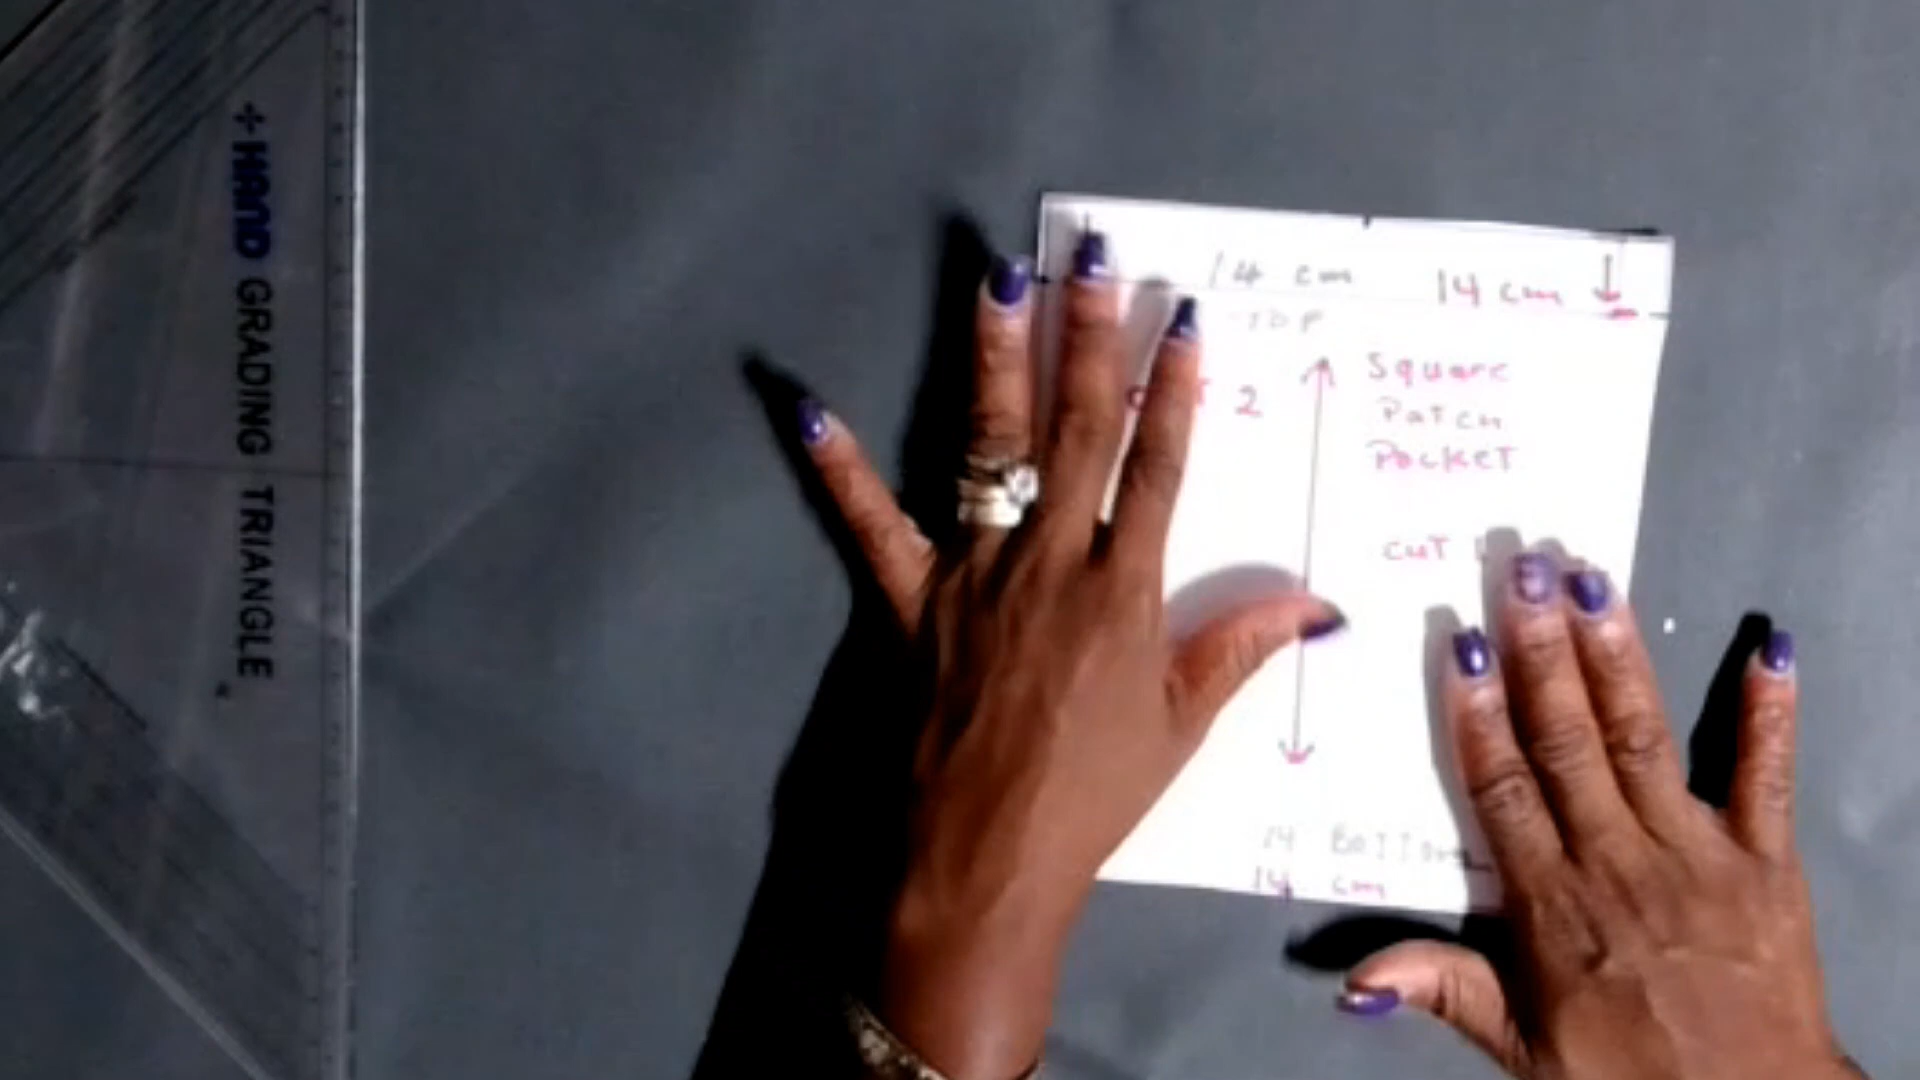 HAND GRADING TRIANGLE
14 cm 14 cm
TOP
Square
Patch
Pocket
2
CUT
14 BOTTOM
14 cm